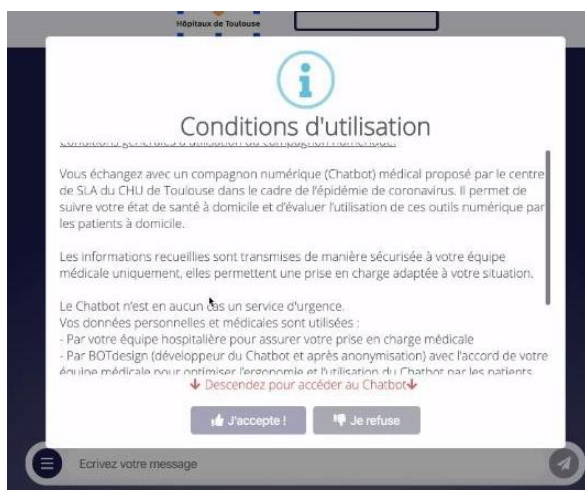 Hôpitaux de Toulouse
Conditions d'utilisation
Conditions générales d'utilisation du compagnon numérique.
Vous échangez avec un compagnon numérique (Chatbot) médical proposé par le centre
de SLA du CHU de Toulouse dans le cadre de l'épidémie de coronavirus. Il permet de
suivre votre état de santé à domicile et d'évaluer l'utilisation de ces outils numérique par
les patients à domicile.
Les informations recueillies sont transmises de manière sécurisée à votre équipe
médicale uniquement, elles permettent une prise en charge adaptée à votre situation.
Le Chatbot n'est en aucun cas un service d'urgence.
Vos données personnelles et médicales sont utilisées :
- Par votre équipe hospitalière pour assurer votre prise en charge médicale
- Par BOTdesign (développeur du Chatbot et après anonymisation) avec l'accord de votre
équipe médicale pour optimiser l'ergonomie et l'utilisation du Chatbot par les patients
Descendez pour accéder au Chatbot
J'accepte !
Je refuse
Ecrivez votre message